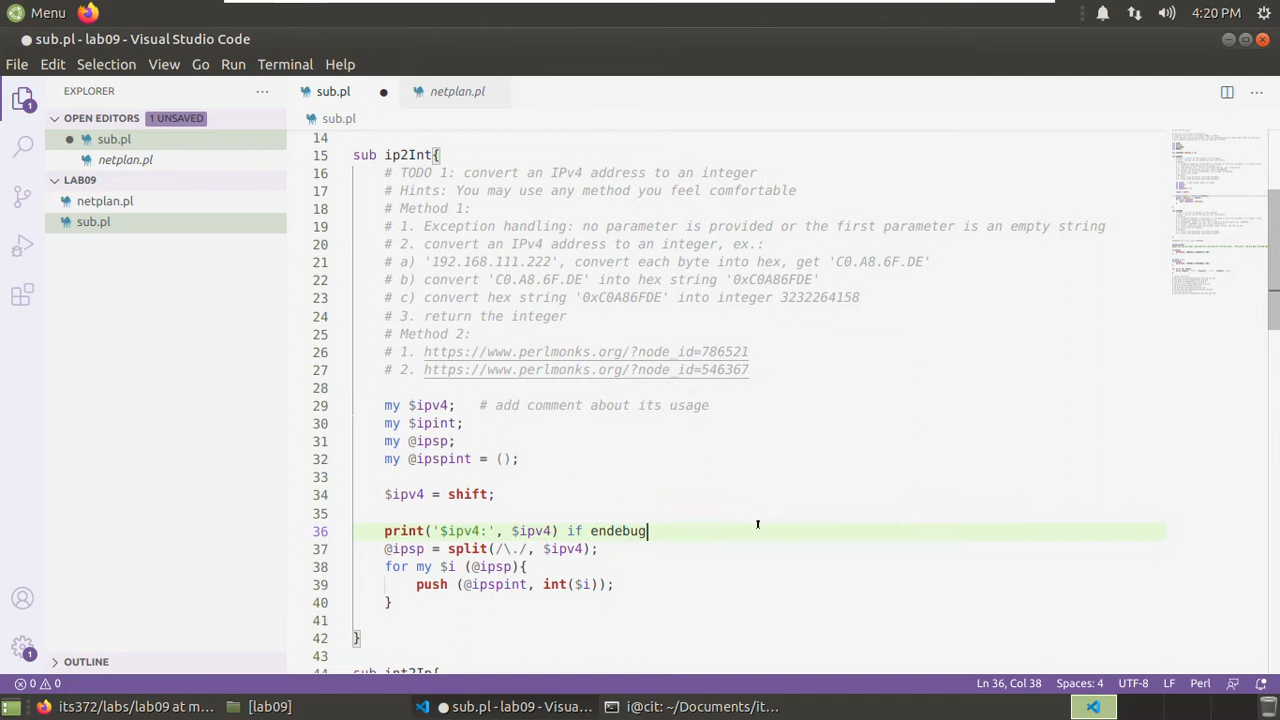 Menu
4:20 PM
sub.pl - lab09 - Visual Studio Code
File Edit Selection View Go Run Terminal Help
EXPLORER
OPEN EDITORS 1 UNSAVED
sub.pl
netplan.pl
LAB09
netplan.pl
sub.pl
OUTLINE
sub.pl
netplan.pl
sub.pl
14
15 sub ip2Int{
16 # TODO 1: convert an IPv4 address to an integer
17 # Hints: You may use any method you feel comfortable
18 # Method 1:
19 # 1. Exception handling: no parameter is provided or the first parameter is an empty string
20 # 2. convert an IPv4 address to an integer, ex.:
21 # a) '192.168.111.222', convert each byte into hex, get 'C0.A8.6F.DE'
22 # b) convert 'C0.A8.6F.DE' into hex string '0xC0A86FDE'
23 # c) convert hex string '0xC0A86FDE' into integer 3232264158
24 # 3. return the integer
25 # Method 2:
26 # 1. https://www.perlmonks.org/?node_id=786521
27 # 2. https://www.perlmonks.org/?node_id=546367
28
29 my $ipv4; # add comment about its usage
30 my $ipint;
31 my @ipsp;
32 my @ipspint = ();
33
34 $ipv4 = shift;
35
36 print('$ipv4:', $ipv4) if endebug
37 @ipsp = split(/\./, $ipv4);
38 for my $i (@ipsp){
39 push (@ipspint, int($i));
40 }
41
42 }
43
44 sub int2Ip{
0 0
Ln 36, Col 38 Spaces: 4 UTF-8 LF Perl
its372/labs/lab09 at m... [lab09] sub.pl - lab09 - Visual Studio... i@cit: ~/Documents/it...